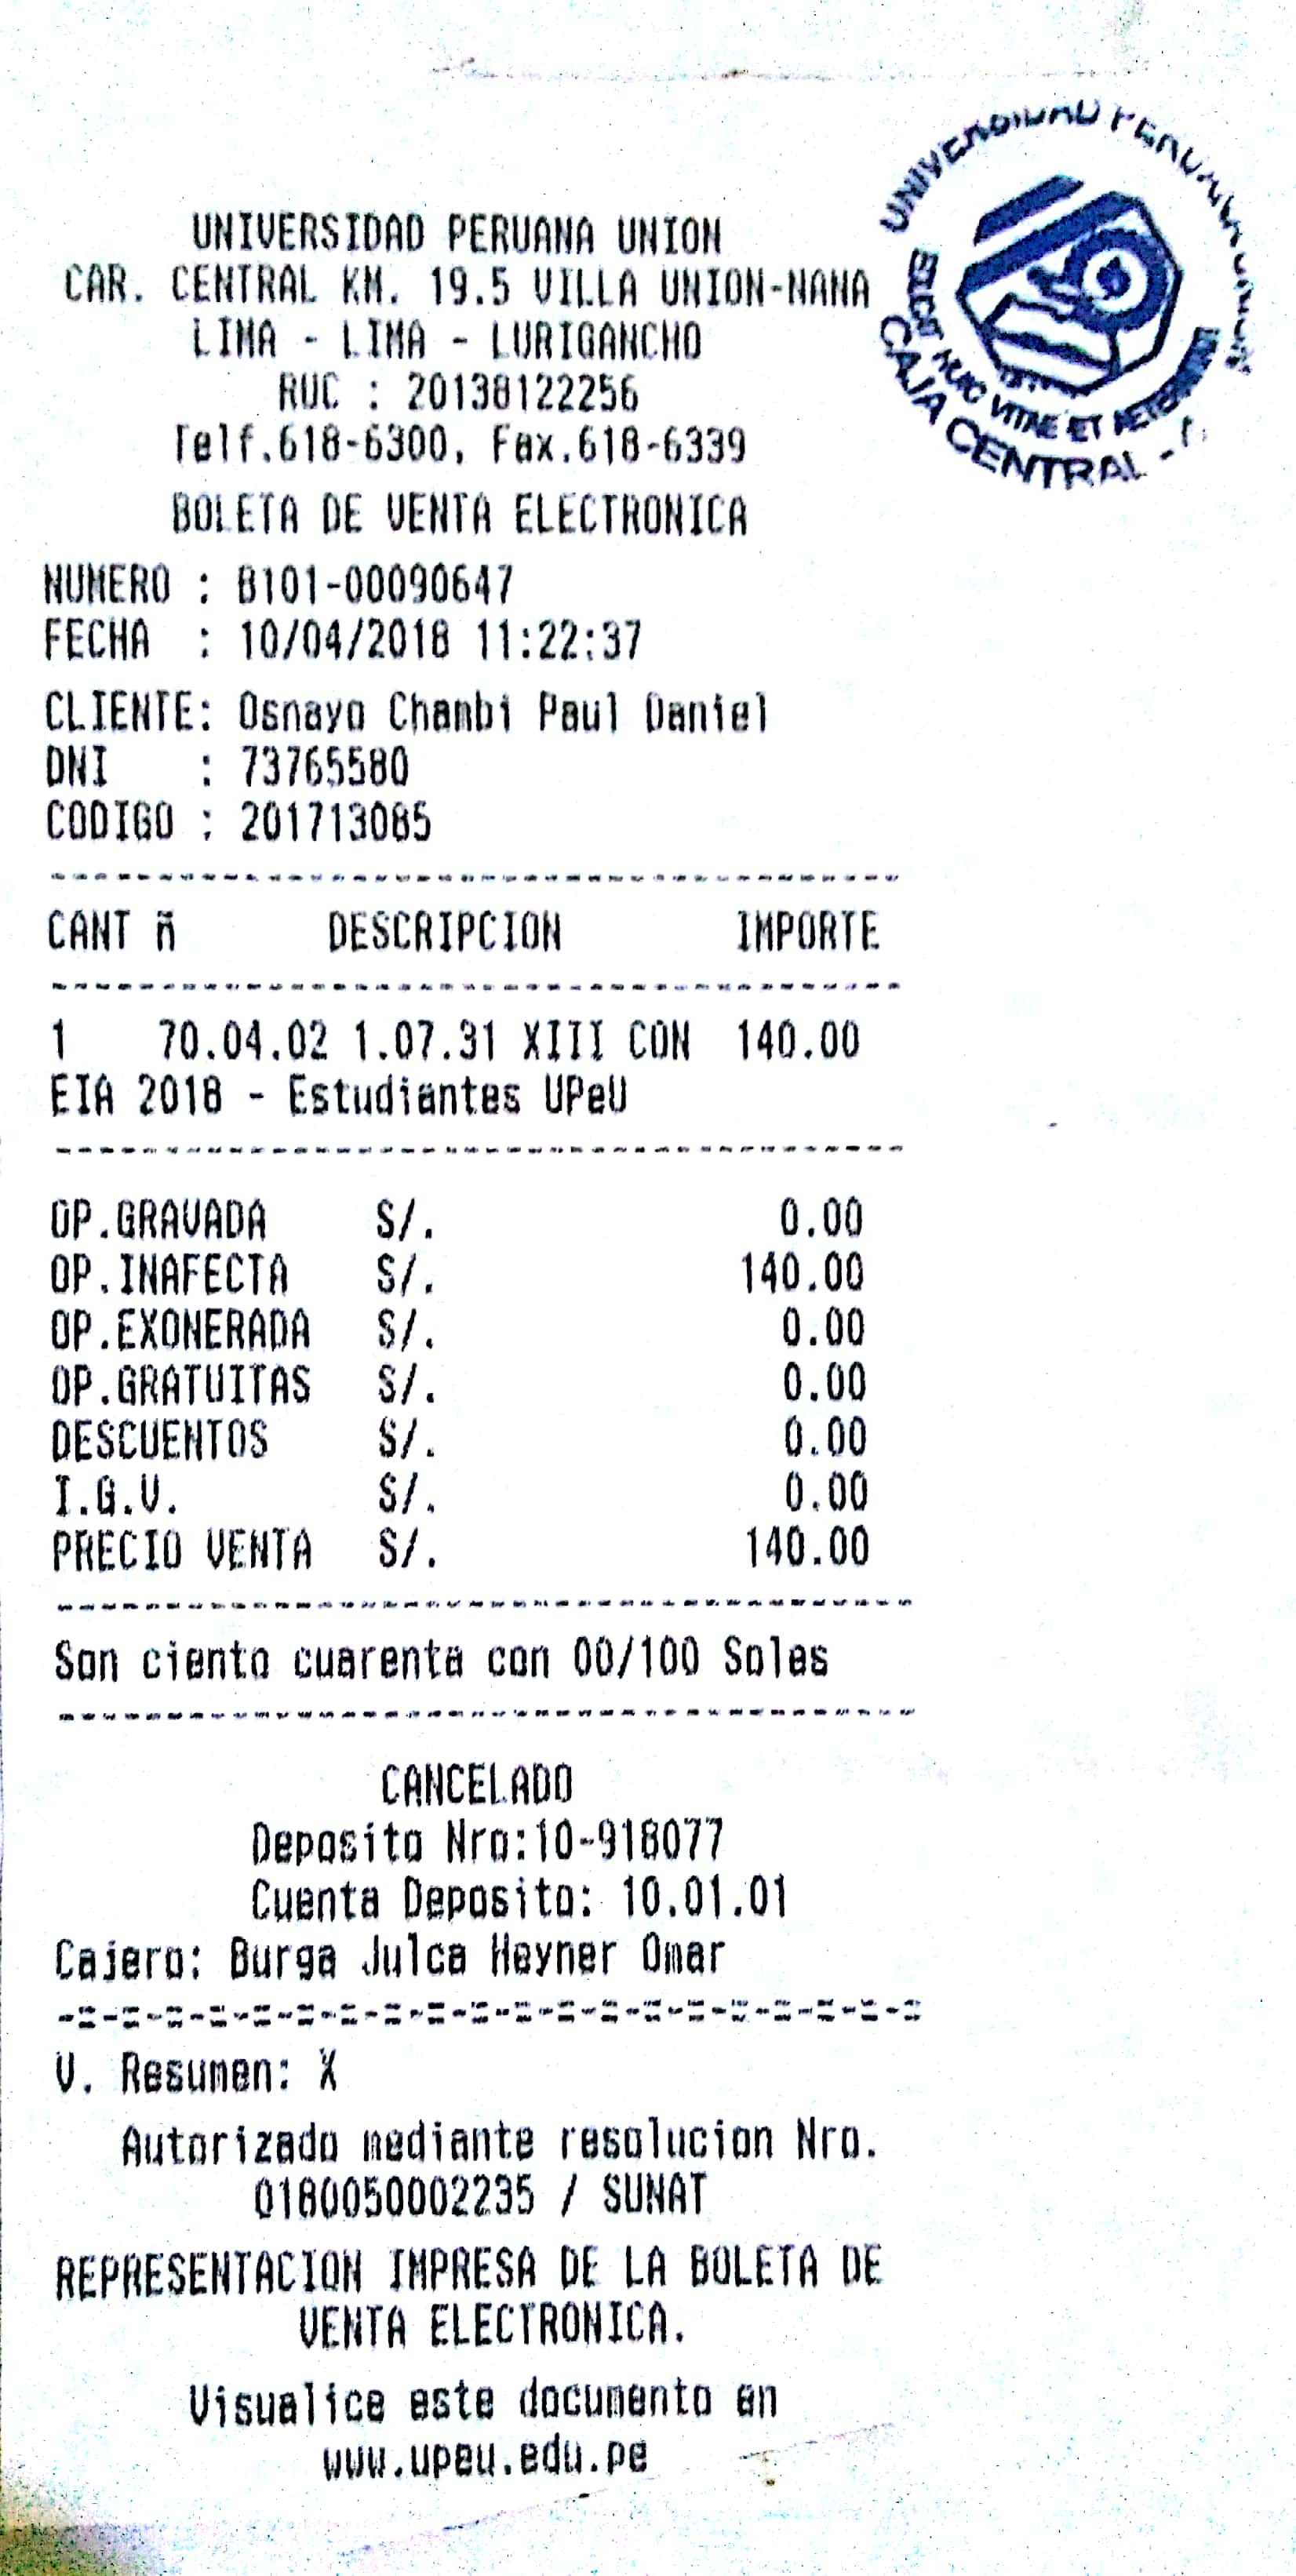 UNIVERSIDAD PERUANA UNION
CAR. CENTRAL KM. 19.5 VILLA UNION-NANA
LIMA - LIMA - LURIGANCHO
RUC : 20138122256
Telf.618-6300, Fax.618-6339
BOLETA DE VENTA ELECTRONICA
NUMERO : B101-00090647
FECHA : 10/04/2018 11:22:37
CLIENTE: Osnayo Chambi Paul Daniel
DNI : 73765580
CODIGO : 201713085
CANT ñ DESCRIPCION IMPORTE
1 70.04.02 1.07.31 XIII CON 140.00
EIA 2018 - Estudiantes UPeU
OP.GRAVADA S/. 0.00
OP.INAFECTA S/. 140.00
OP.EXONERADA S/. 0.00
OP.GRATUITAS S/. 0.00
DESCUENTOS S/. 0.00
I.G.V. S/. 0.00
PRECIO VENTA S/. 140.00
Son ciento cuarenta con 00/100 Soles
CANCELADO
Deposito Nro:10-918077
Cuenta Deposito: 10.01.01
Cajero: Burga Julca Heyner Omar
V. Resumen: X
Autorizado mediante resolucion Nro.
0180050002235 / SUNAT
REPRESENTACION IMPRESA DE LA BOLETA DE
VENTA ELECTRONICA.
Visualice este documento en
www.upeu.edu.pe
UNIVERSIDAD PERUANA UNION
VITAE ET
CAJA CENTRAL -